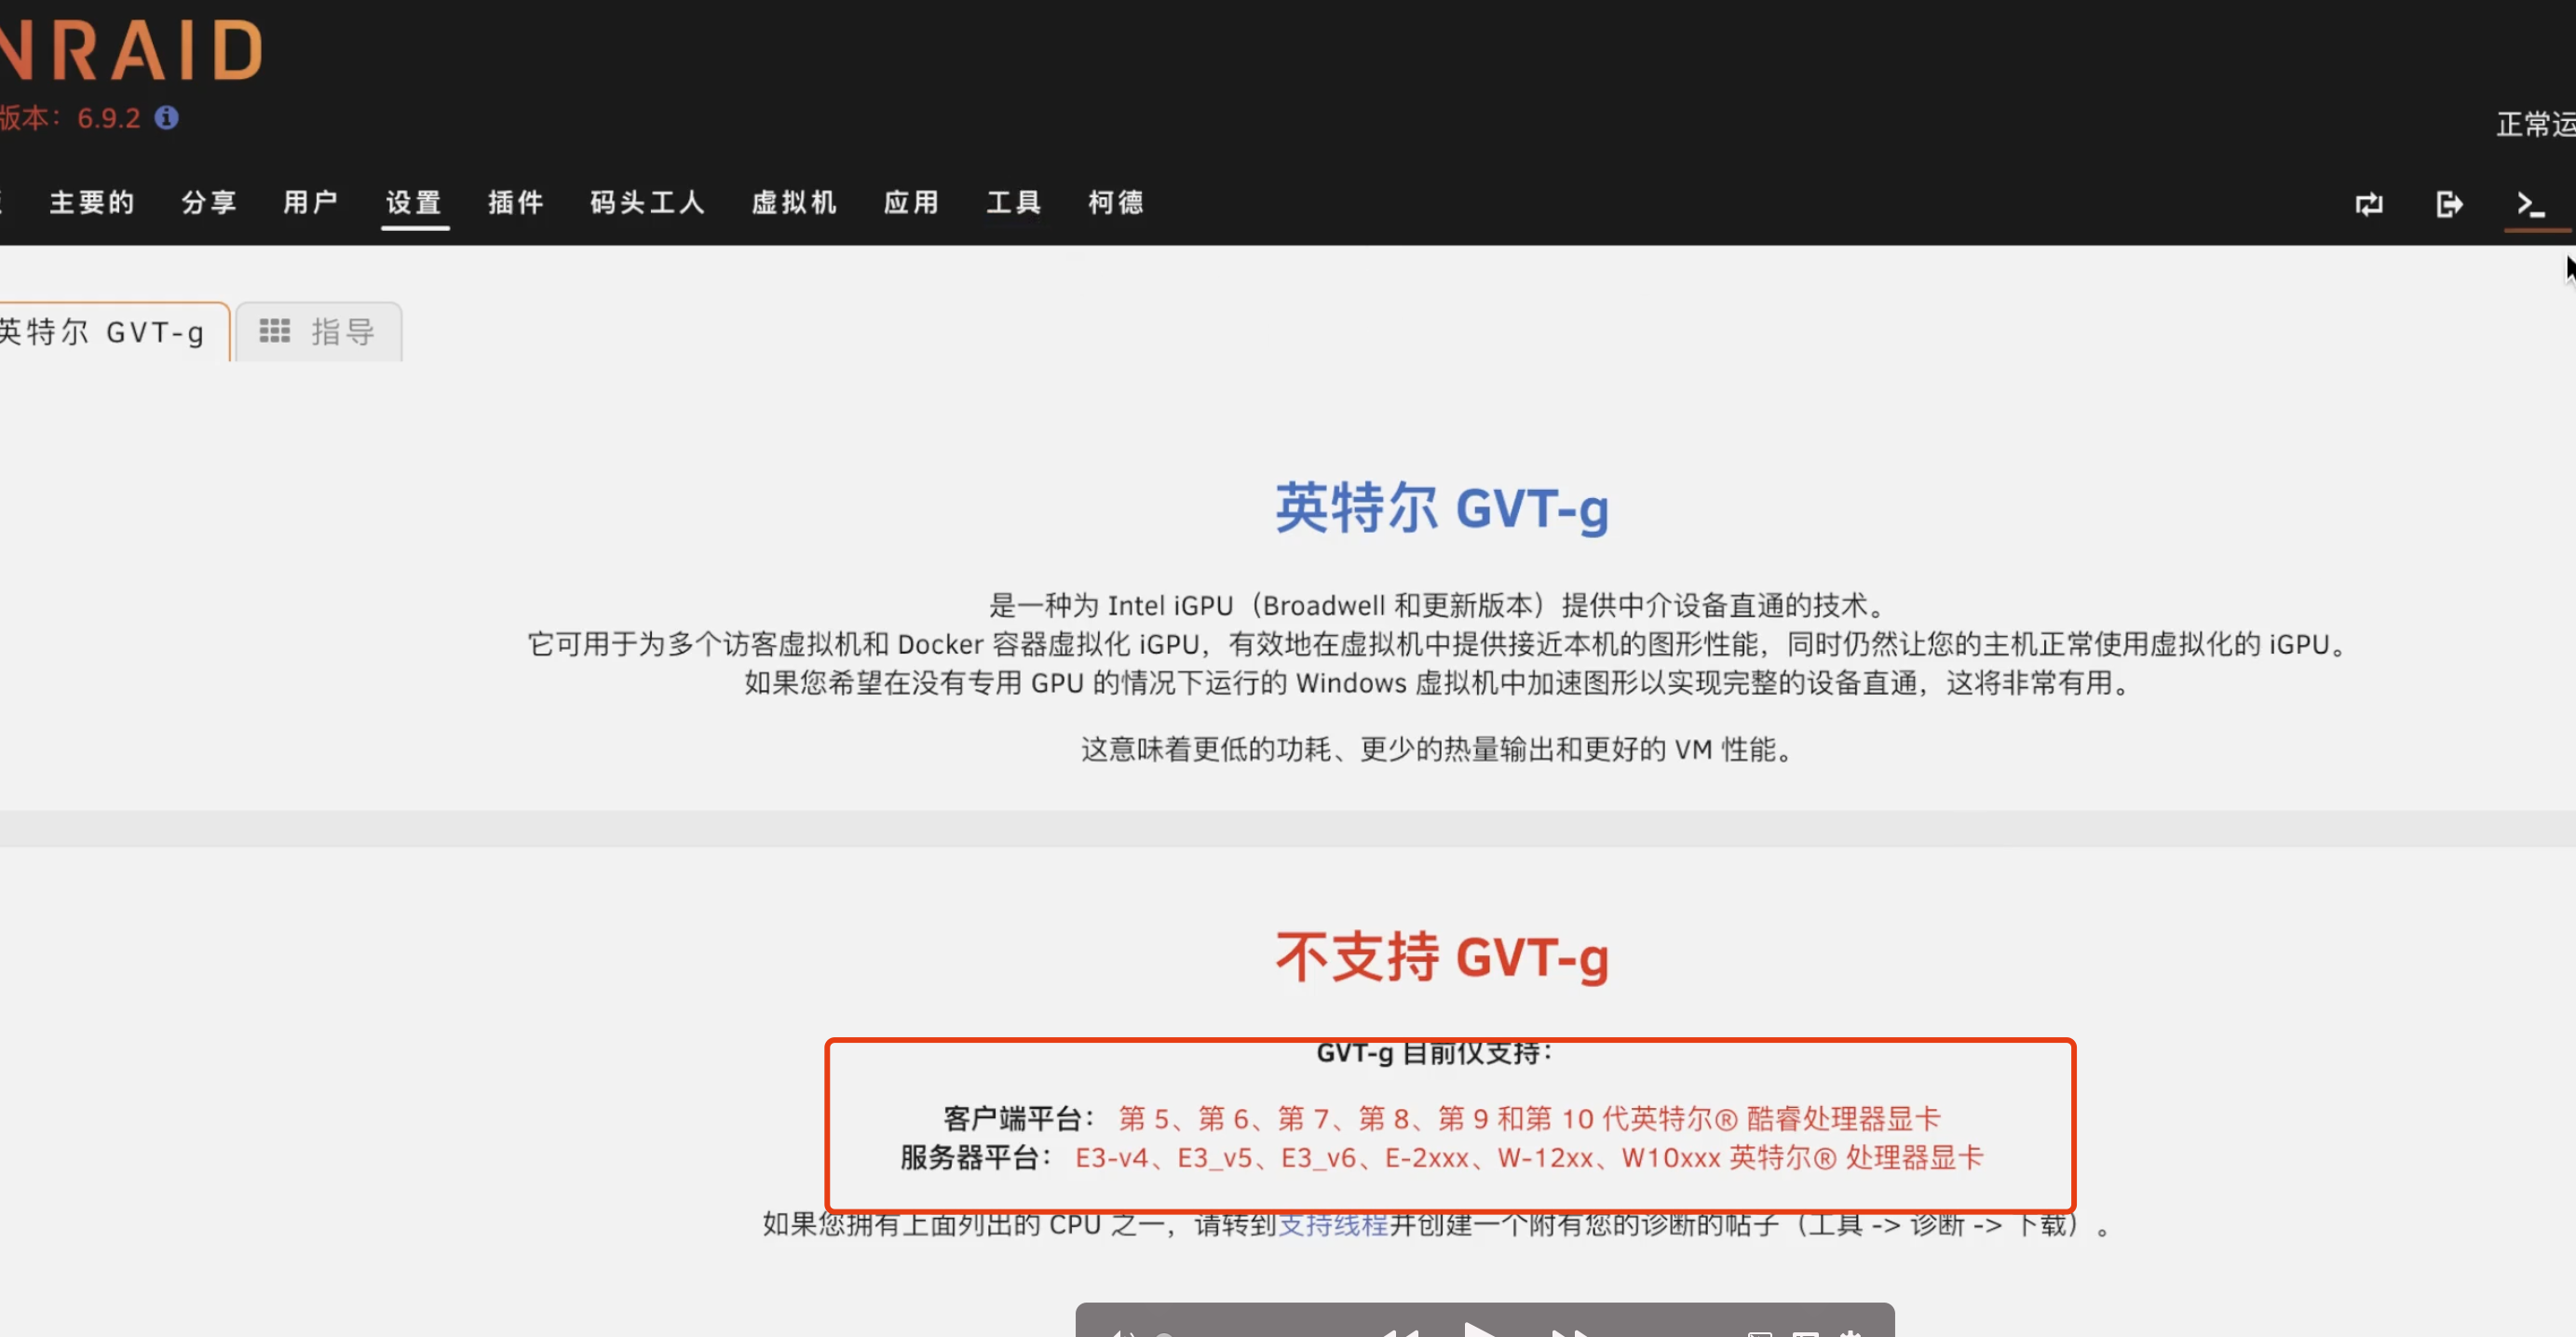 NRAID
版本：6.9.2
正常运
主要的 分享 用户 设置 插件 码头工人 虚拟机 应用 工具 柯德
英特尔 GVT-g 指导
英特尔 GVT-g
是一种为 Intel iGPU（Broadwell 和更新版本）提供中介设备直通的技术。
它可用于为多个访客虚拟机和 Docker 容器虚拟化 iGPU，有效地在虚拟机中提供接近本机的图形性能，同时仍然让您的主机正常使用虚拟化的 iGPU。
如果您希望在没有专用 GPU 的情况下运行的 Windows 虚拟机中加速图形以实现完整的设备直通，这将非常有用。
这意味着更低的功耗、更少的热量输出和更好的 VM 性能。
不支持 GVT-g
GVT-g 目前仅支持：
客户端平台： 第 5、第 6、第 7、第 8、第 9 和第 10 代英特尔® 酷睿处理器显卡
服务器平台： E3-v4、E3_v5、E3_v6、E-2xxx、W-12xx、W10xxx 英特尔® 处理器显卡
如果您拥有上面列出的 CPU 之一，请转到支持线程并创建一个附有您的诊断的帖子（工具 -> 诊断 -> 下载）。